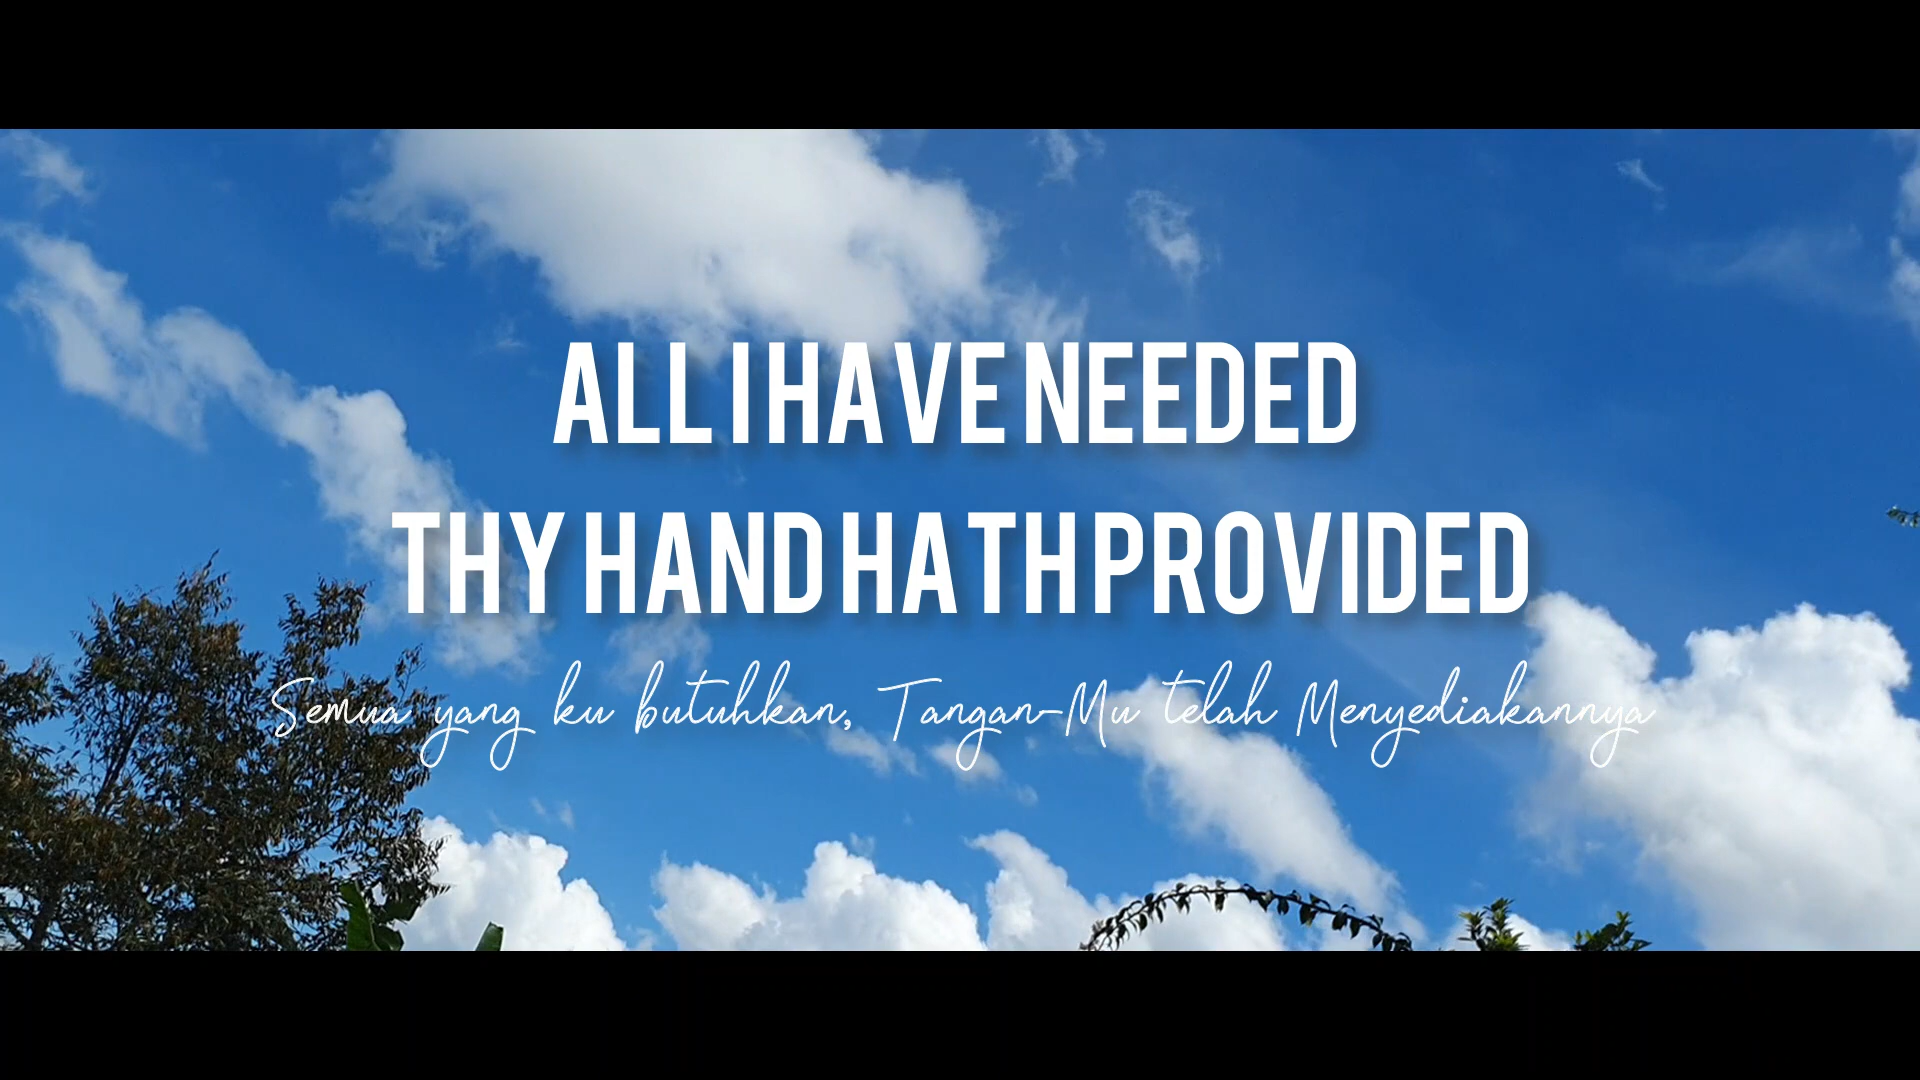 ALL I HAVE NEEDED
THY HAND HATH PROVIDED
Semua yang ku butuhkan, Tangan-Mu telah Menyediakannya